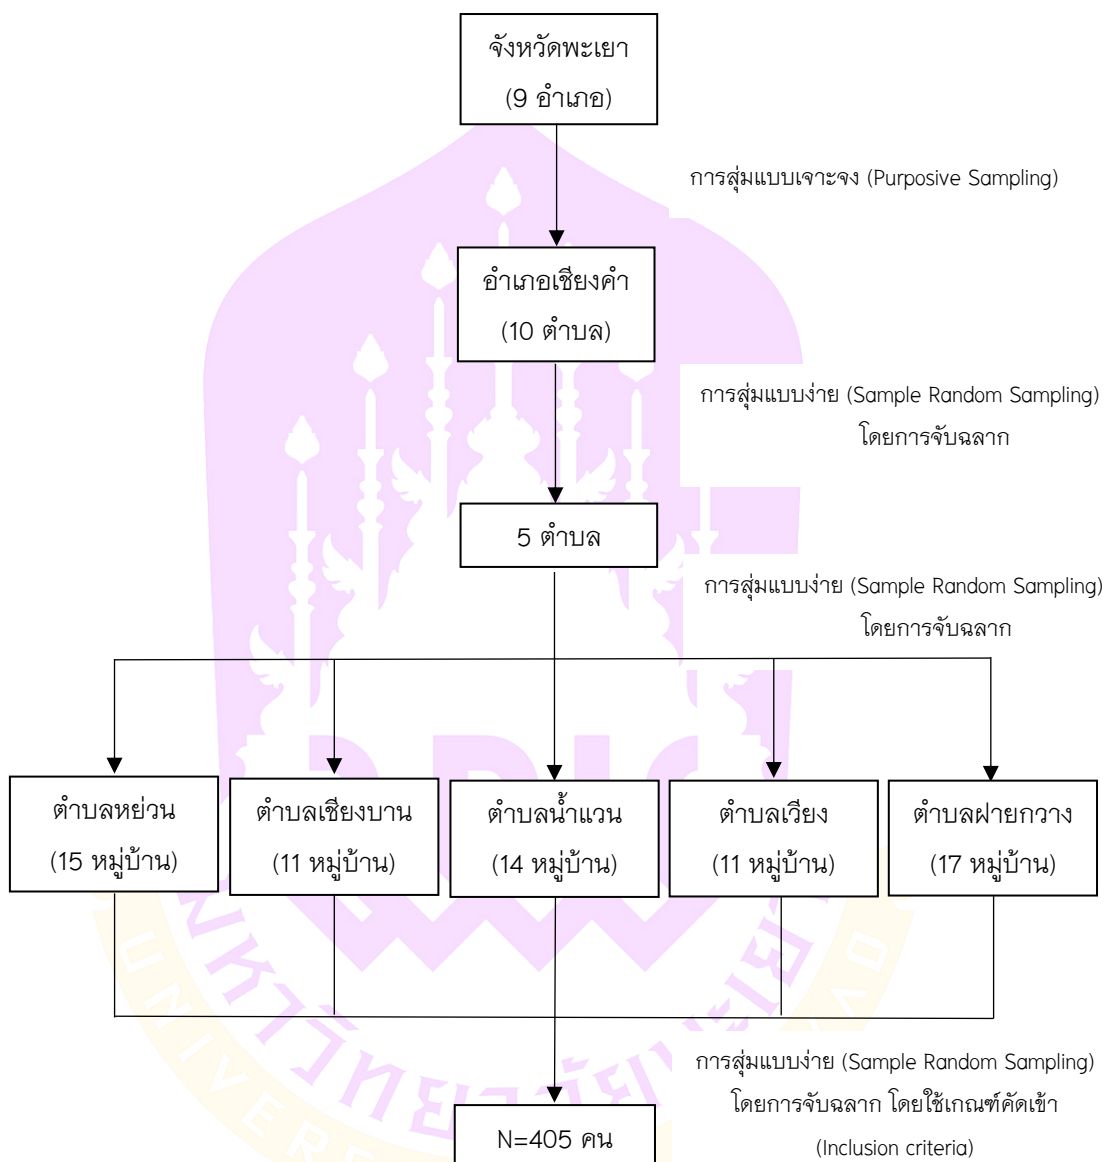 จังหวัดพะเยา
(9 อำเภอ)
การสุ่มแบบเจาะจง (Purposive Sampling)
อำเภอเชียงคำ
(10 ตำบล)
การสุ่มแบบง่าย (Sample Random Sampling)
โดยการจับฉลาก
5 ตำบล
การสุ่มแบบง่าย (Sample Random Sampling)
โดยการจับฉลาก
ตำบลหย่วน
(15 หมู่บ้าน)
ตำบลเชียงบาน
(11 หมู่บ้าน)
ตำบลน้ำแวน
(14 หมู่บ้าน)
ตำบลเวียง
(11 หมู่บ้าน)
ตำบลฝายกวาง
(17 หมู่บ้าน)
การสุ่มแบบง่าย (Sample Random Sampling)
โดยการจับฉลาก โดยใช้เกณฑ์คัดเข้า
(Inclusion criteria)
N=405 คน